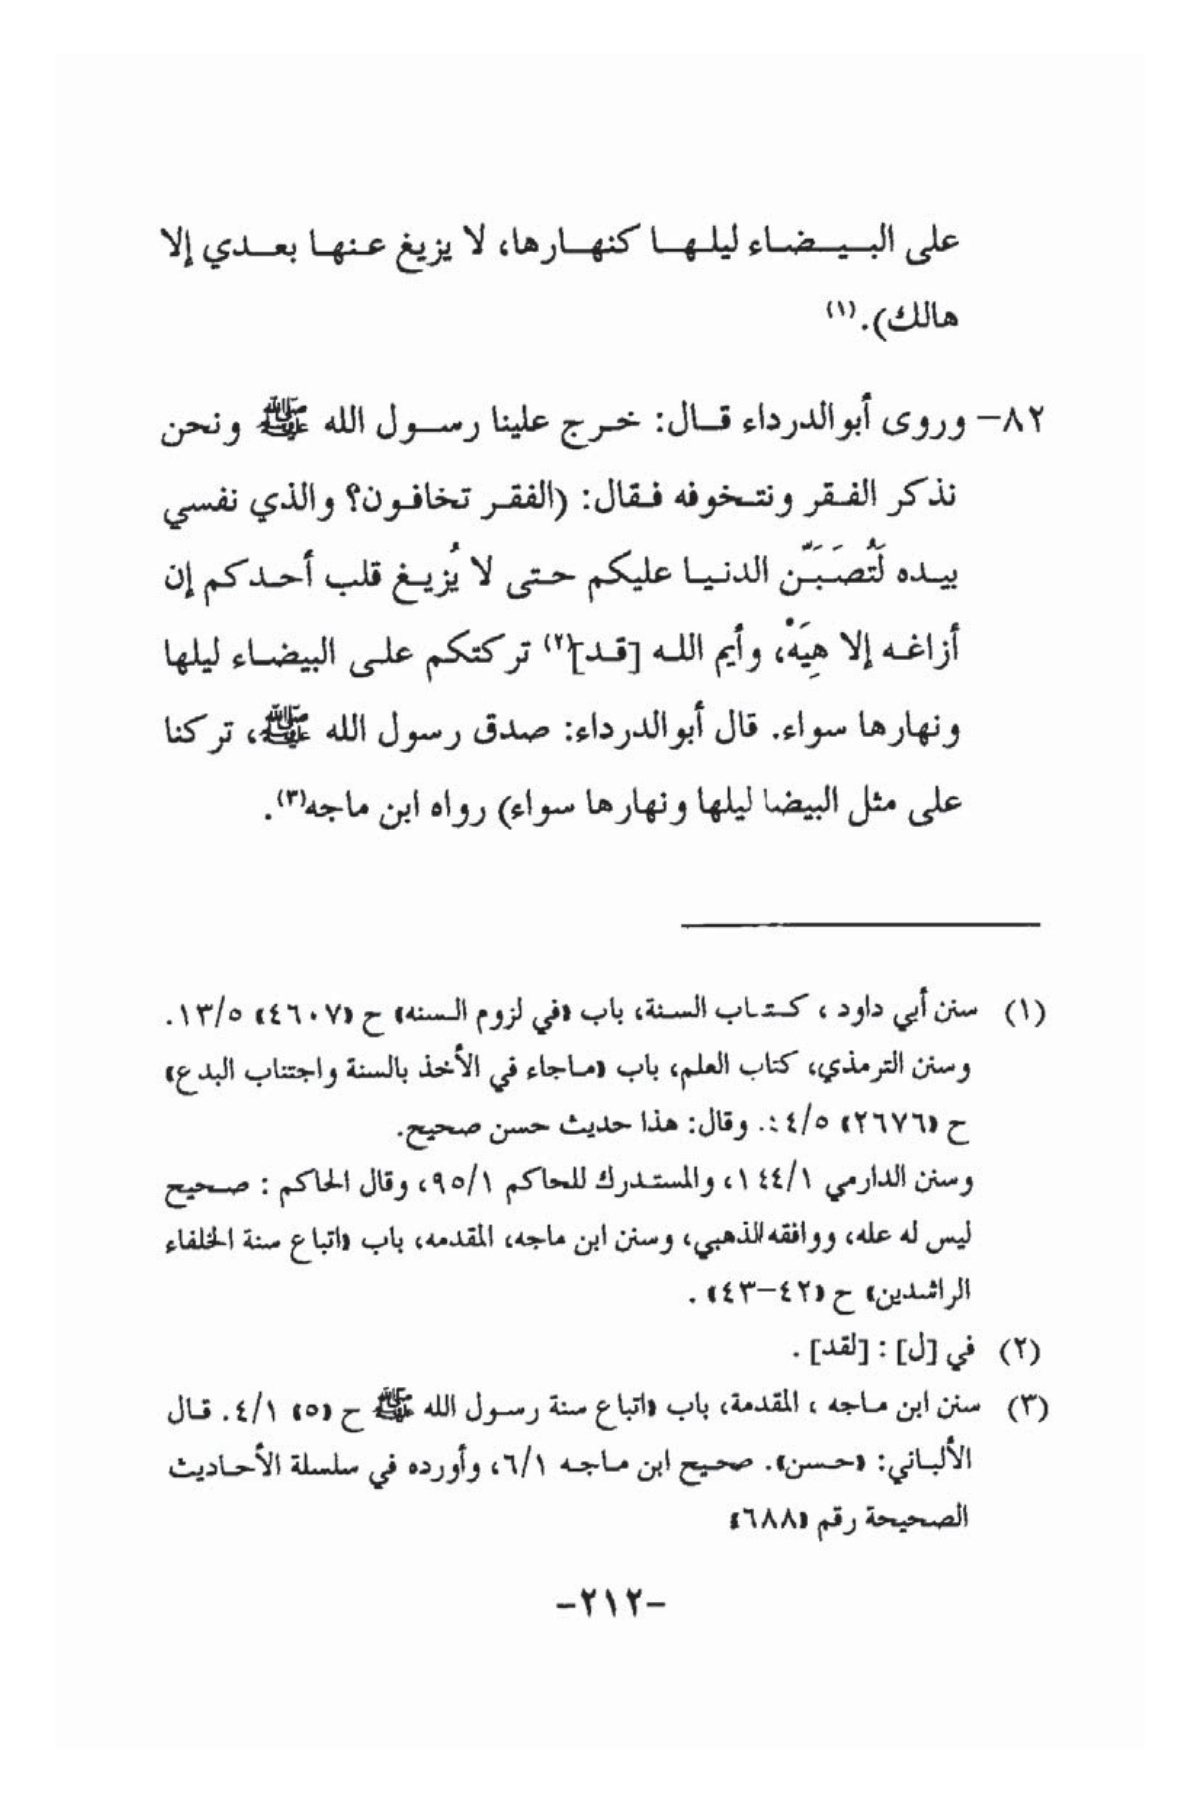 على البيضاء ليلها كنهارها، لا يزيغ عنها بعدي إلا
هالك).(١)
٨٢- وروى أبوالدرداء قال: خرج علينا رسول الله ﷺ ونحن
نذكر الفقر ونتخوفه فقال: (الفقر تخافون؟ والذي نفسي
بيده لَتُصَبَّن الدنيا عليكم حتى لا يُزيغ قلب أحدكم إن
أزاغه إلا هِيَهْ، وأيم الله [قد](٢) تركتكم على البيضاء ليلها
ونهارها سواء. قال أبوالدرداء: صدق رسول الله ﷺ، تركنا
على مثل البيضا ليلها ونهارها سواء) رواه ابن ماجه(٣).
(١) سنن أبي داود ، كتاب السنة، باب «في لزوم السنه» ح «٤٦٠٧» ١٣/٥.
وسنن الترمذي، كتاب العلم، باب «ماجاء في الأخذ بالسنة واجتناب البدع»
ح «٢٦٧٦» ٤/٥:. وقال: هذا حديث حسن صحيح.
وسنن الدارمي ١٤٤/١، والمستدرك للحاكم ٩٥/١، وقال الحاكم : صحيح
ليس له عله، ووافقه الذهبي، وسنن ابن ماجه، المقدمه، باب «اتباع سنة الخلفاء
الراشدين» ح «٤٢-٤٣» .
(٢) في [ل] : [لقد] .
(٣) سنن ابن ماجه ، المقدمة، باب «اتباع سنة رسول الله ﷺ ح «٥» ٤/١. قال
الألباني: «حسن». صحيح ابن ماجه ٦/١، وأورده في سلسلة الأحاديث
الصحيحة رقم «٦٨٨»
-٢١٢-